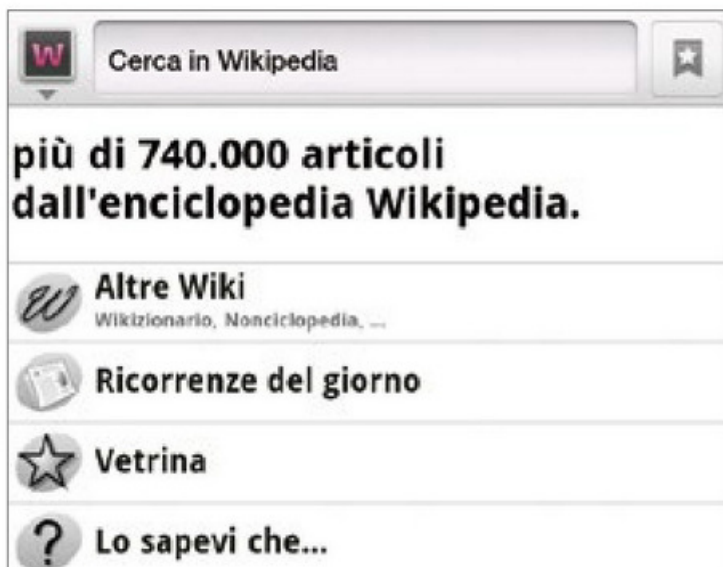 W
Cerca in Wikipedia
più di 740.000 articoli
dall'enciclopedia Wikipedia.
W
Altre Wiki
Wikizionario, Nonciclopedia, ...
Ricorrenze del giorno
Vetrina
?
Lo sapevi che...